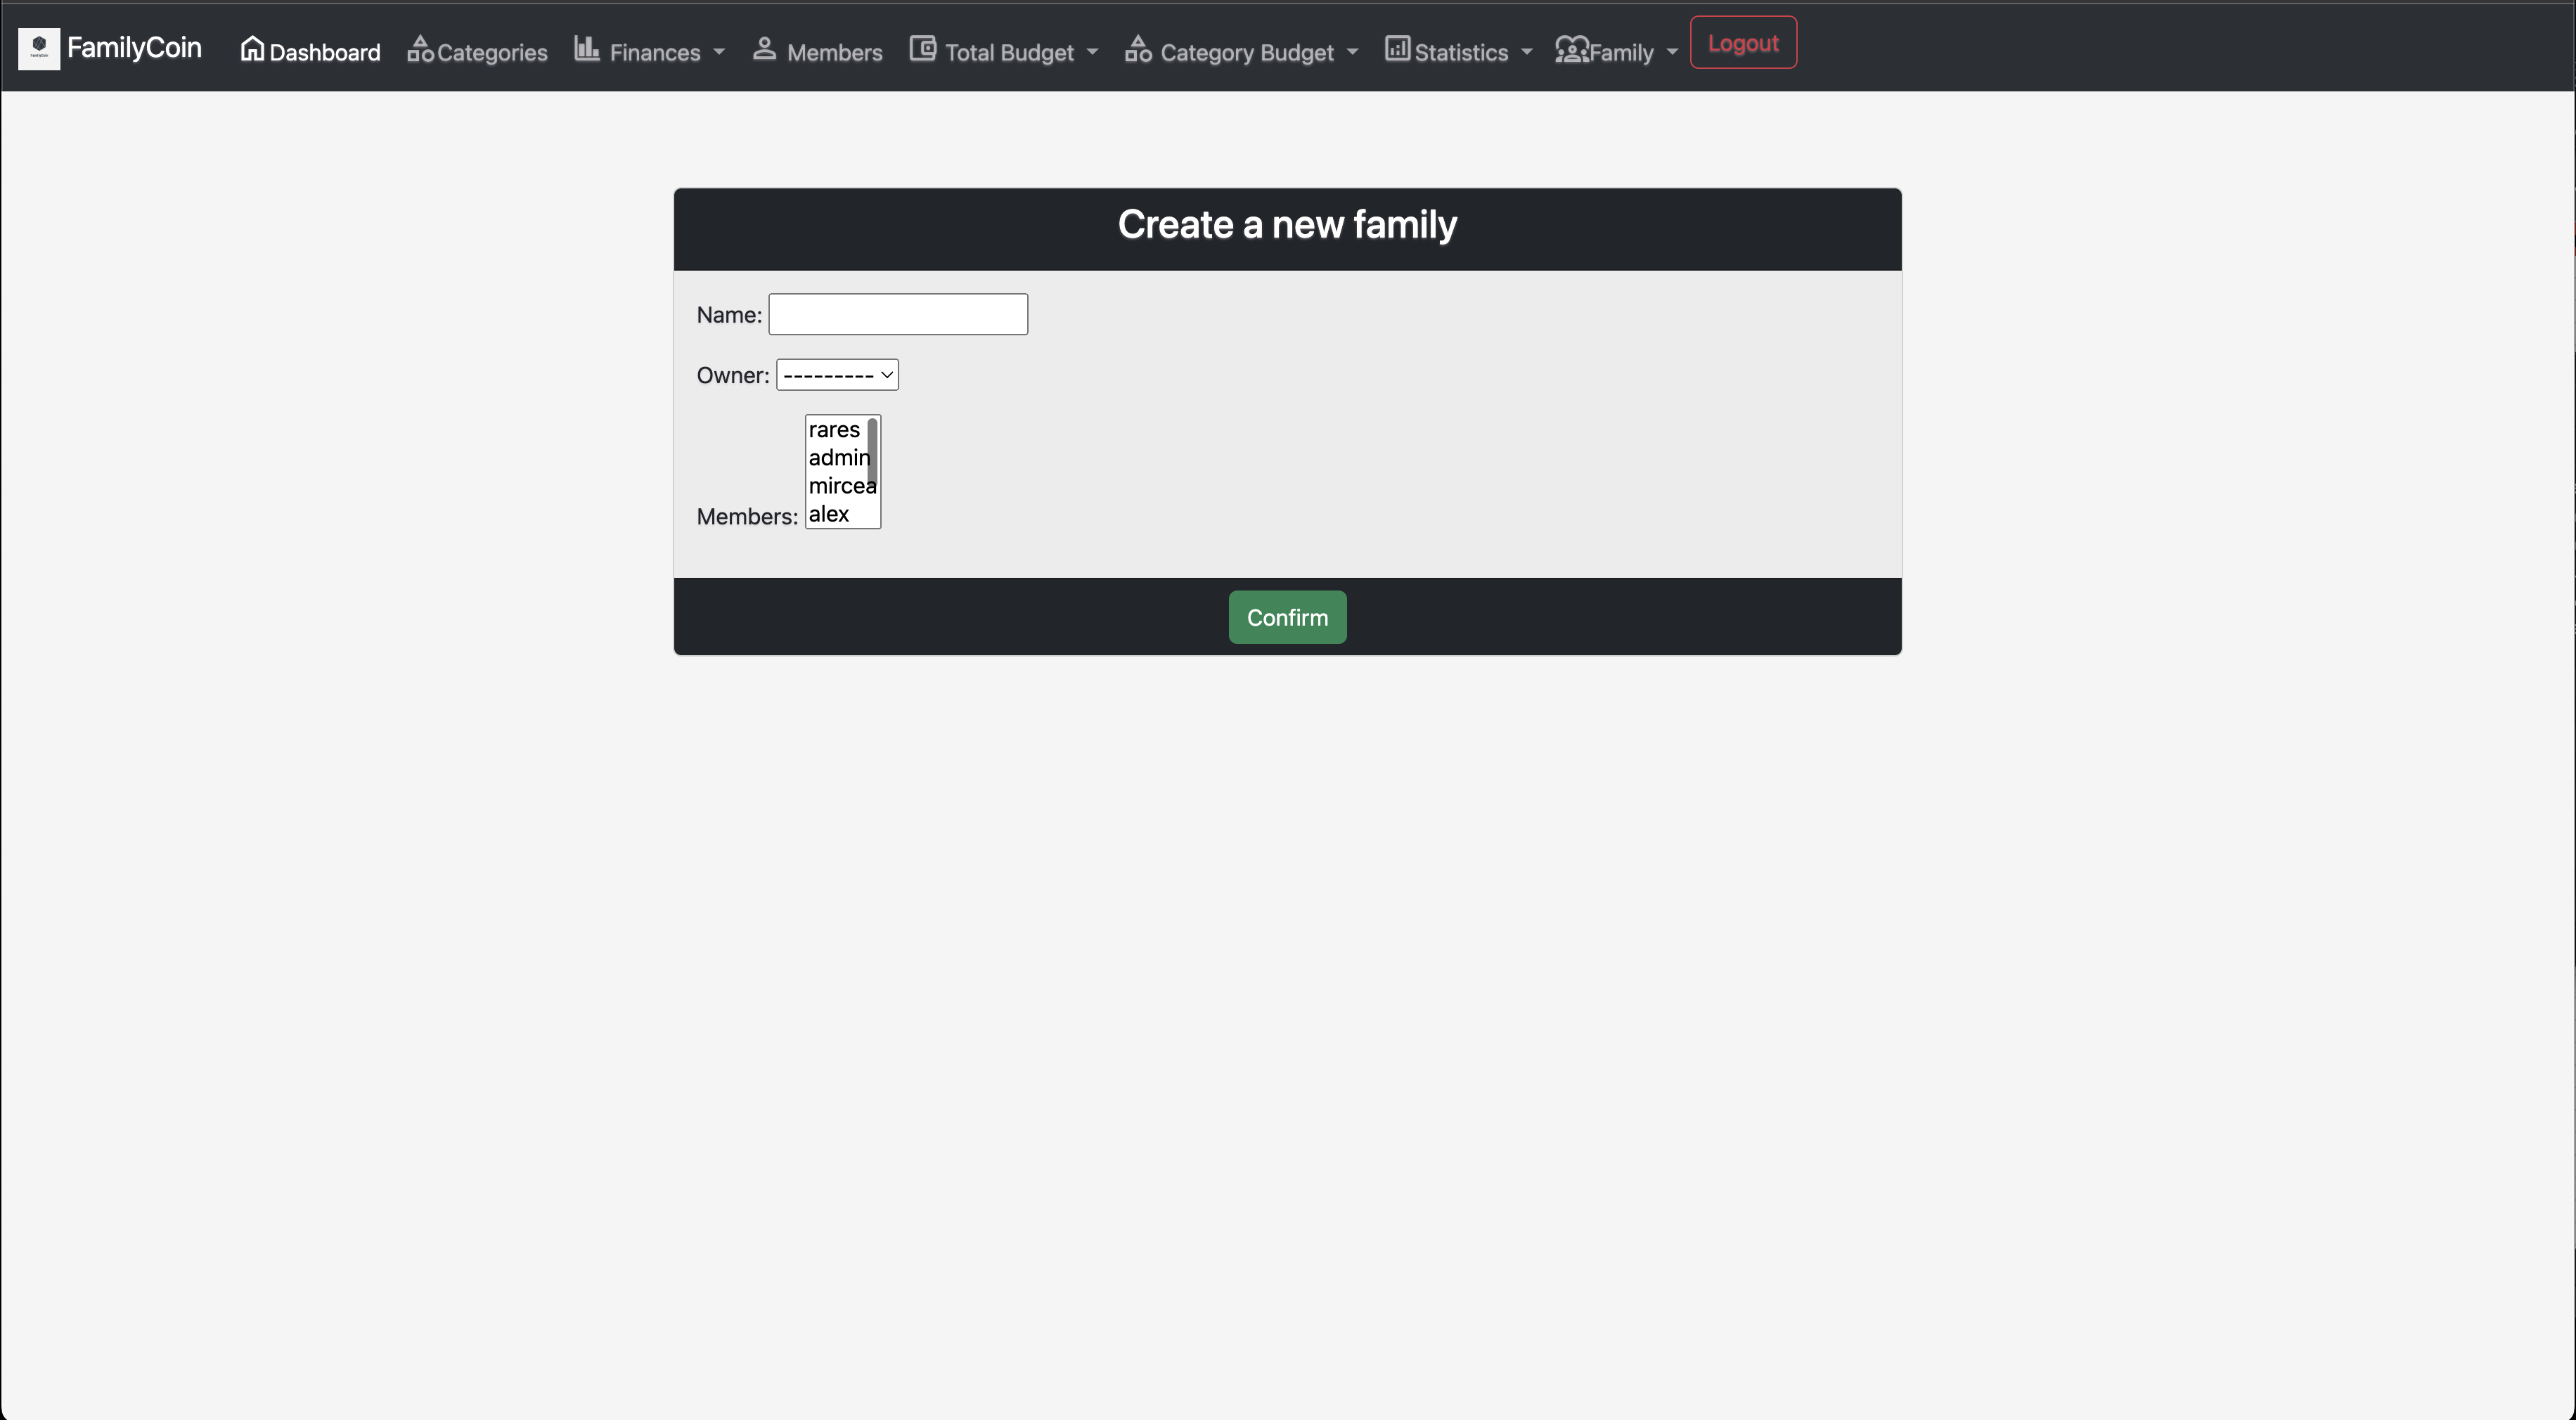 FamilyCoin Dashboard Categories Finances Members Total Budget Category Budget Statistics Family Logout
Create a new family
Name:
Owner: ---------
rares
admin
mircea
alex
Members:
Confirm